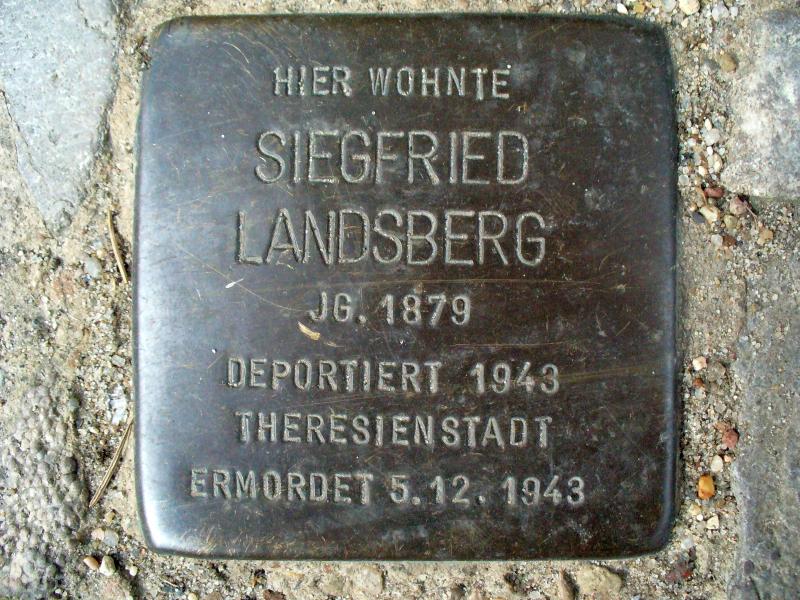 HIER WOHNTE
SIEGFRIED
LANDSBERG
JG. 1879
DEPORTIERT 1943
THERESIENSTADT
ERMORDET 5.12. 1943